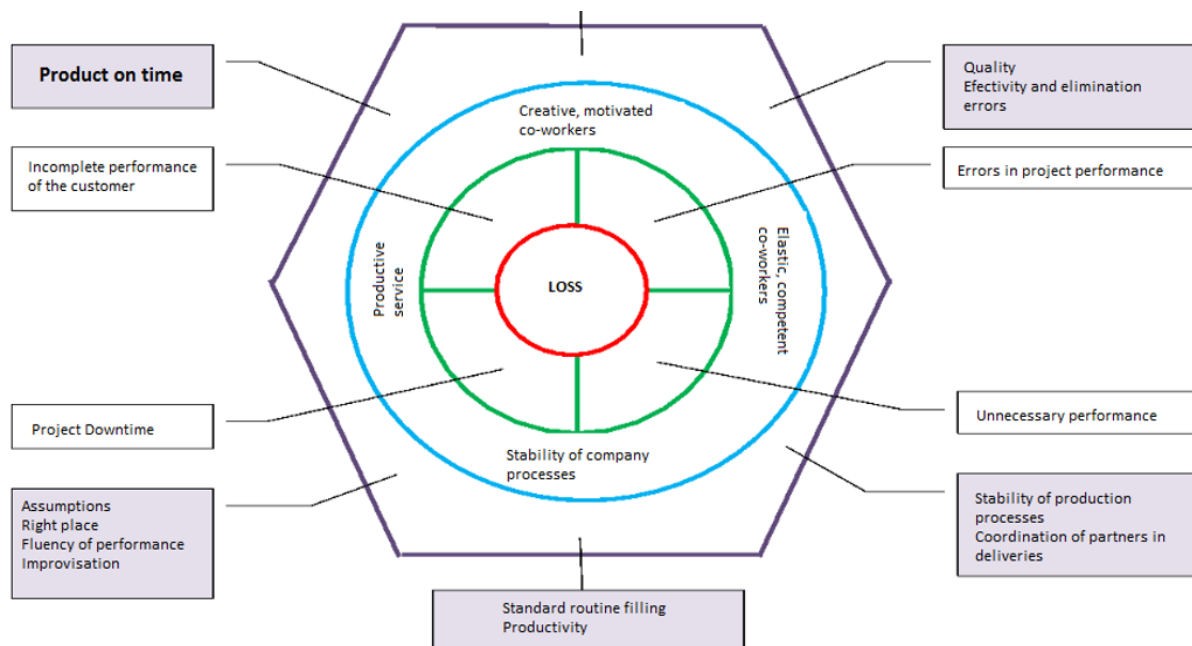 Product on time
Quality
Efectivity and elimination
errors
Creative, motivated
co-workers
Incomplete performance
of the customer
Errors in project performance
Productive
service
LOSS
Elastic, competent
co-workers
Project Downtime
Unnecessary performance
Stability of company
processes
Assumptions
Right place
Fluency of performance
Improvisation
Stability of production
processes
Coordination of partners in
deliveries
Standard routine filling
Productivity